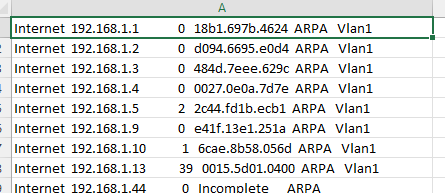 A
Internet 192.168.1.1 0 18b1.697b.4624 ARPA Vlan1
Internet 192.168.1.2 0 d094.6695.e0d4 ARPA Vlan1
Internet 192.168.1.3 0 484d.7eee.629c ARPA Vlan1
Internet 192.168.1.4 0 0027.0e0a.7d7e ARPA Vlan1
Internet 192.168.1.5 2 2c44.fd1b.ecb1 ARPA Vlan1
Internet 192.168.1.9 0 e41f.13e1.251a ARPA Vlan1
Internet 192.168.1.10 1 6cae.8b58.056d ARPA Vlan1
Internet 192.168.1.13 39 0015.5d01.0400 ARPA Vlan1
Internet 192.168.1.44 0 Incomplete ARPA